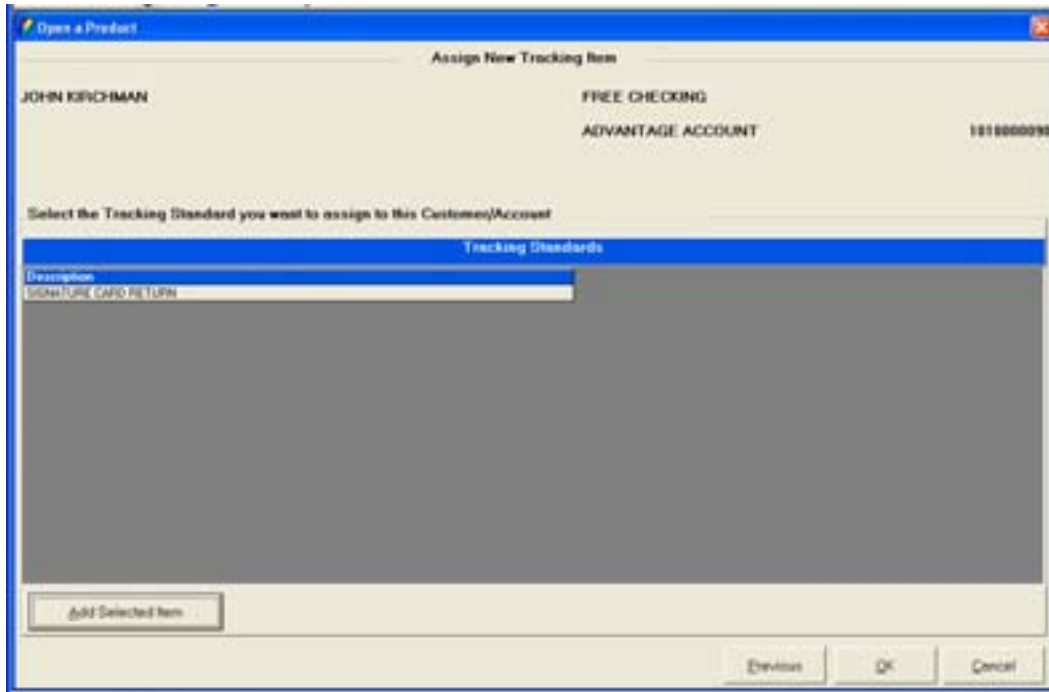 Open a Product
Assign New Tracking Item
JOHN KIRCHMAN FREE CHECKING
ADVANTAGE ACCOUNT
Select the Tracking Standard you want to assign to this Customer/Account
Tracking Standards
Description
SIGNATURE CARD RETURN
Add Selected Item
Previous OK Cancel